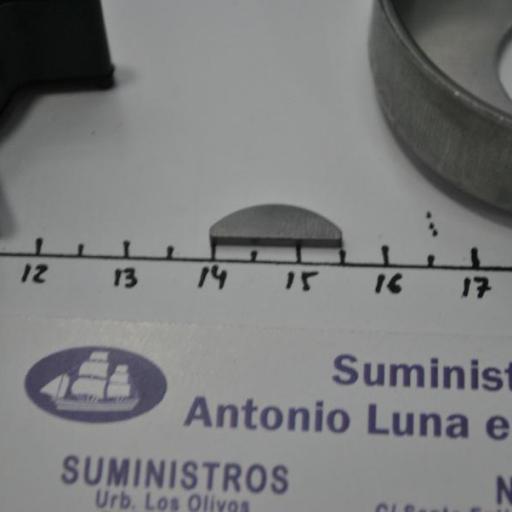 12 13 14 15 16 17
Suminist
Antonio Luna e
SUMINISTROS
Urb. Los Olivos
N